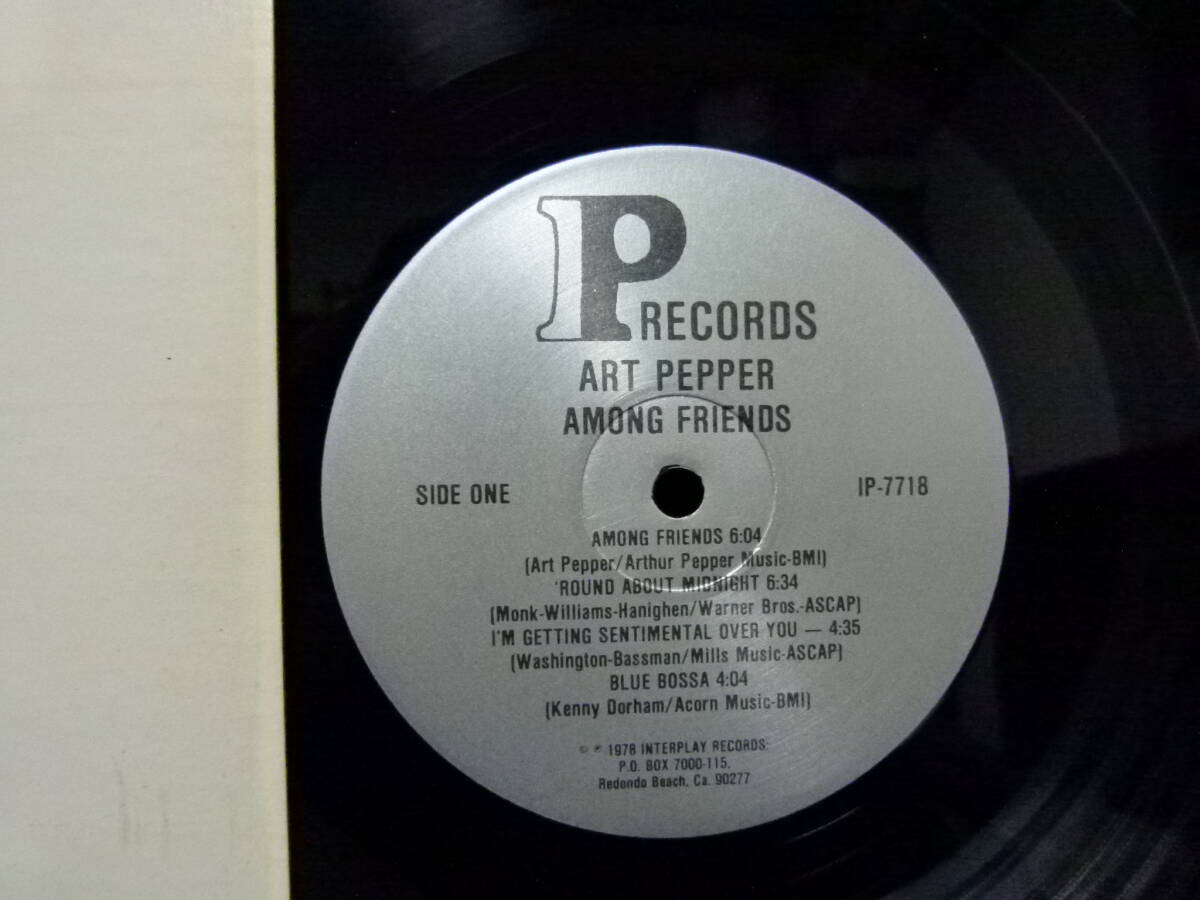 IP RECORDS
ART PEPPER
AMONG FRIENDS
SIDE ONE
IP-7718
AMONG FRIENDS 6:04
(Art Pepper/Arthur Pepper Music-BMI)
'ROUND ABOUT MIDNIGHT 6:34
(Monk-Williams-Hanighen/Warner Bros.-ASCAP)
I'M GETTING SENTIMENTAL OVER YOU — 4:35
(Washington-Bassman/Mills Music-ASCAP)
BLUE BOSSA 4:04
(Kenny Dorham/Acorn Music-BMI)
© ℗ 1978 INTERPLAY RECORDS:
P.O. BOX 7000-115,
Redondo Beach, Ca. 90277